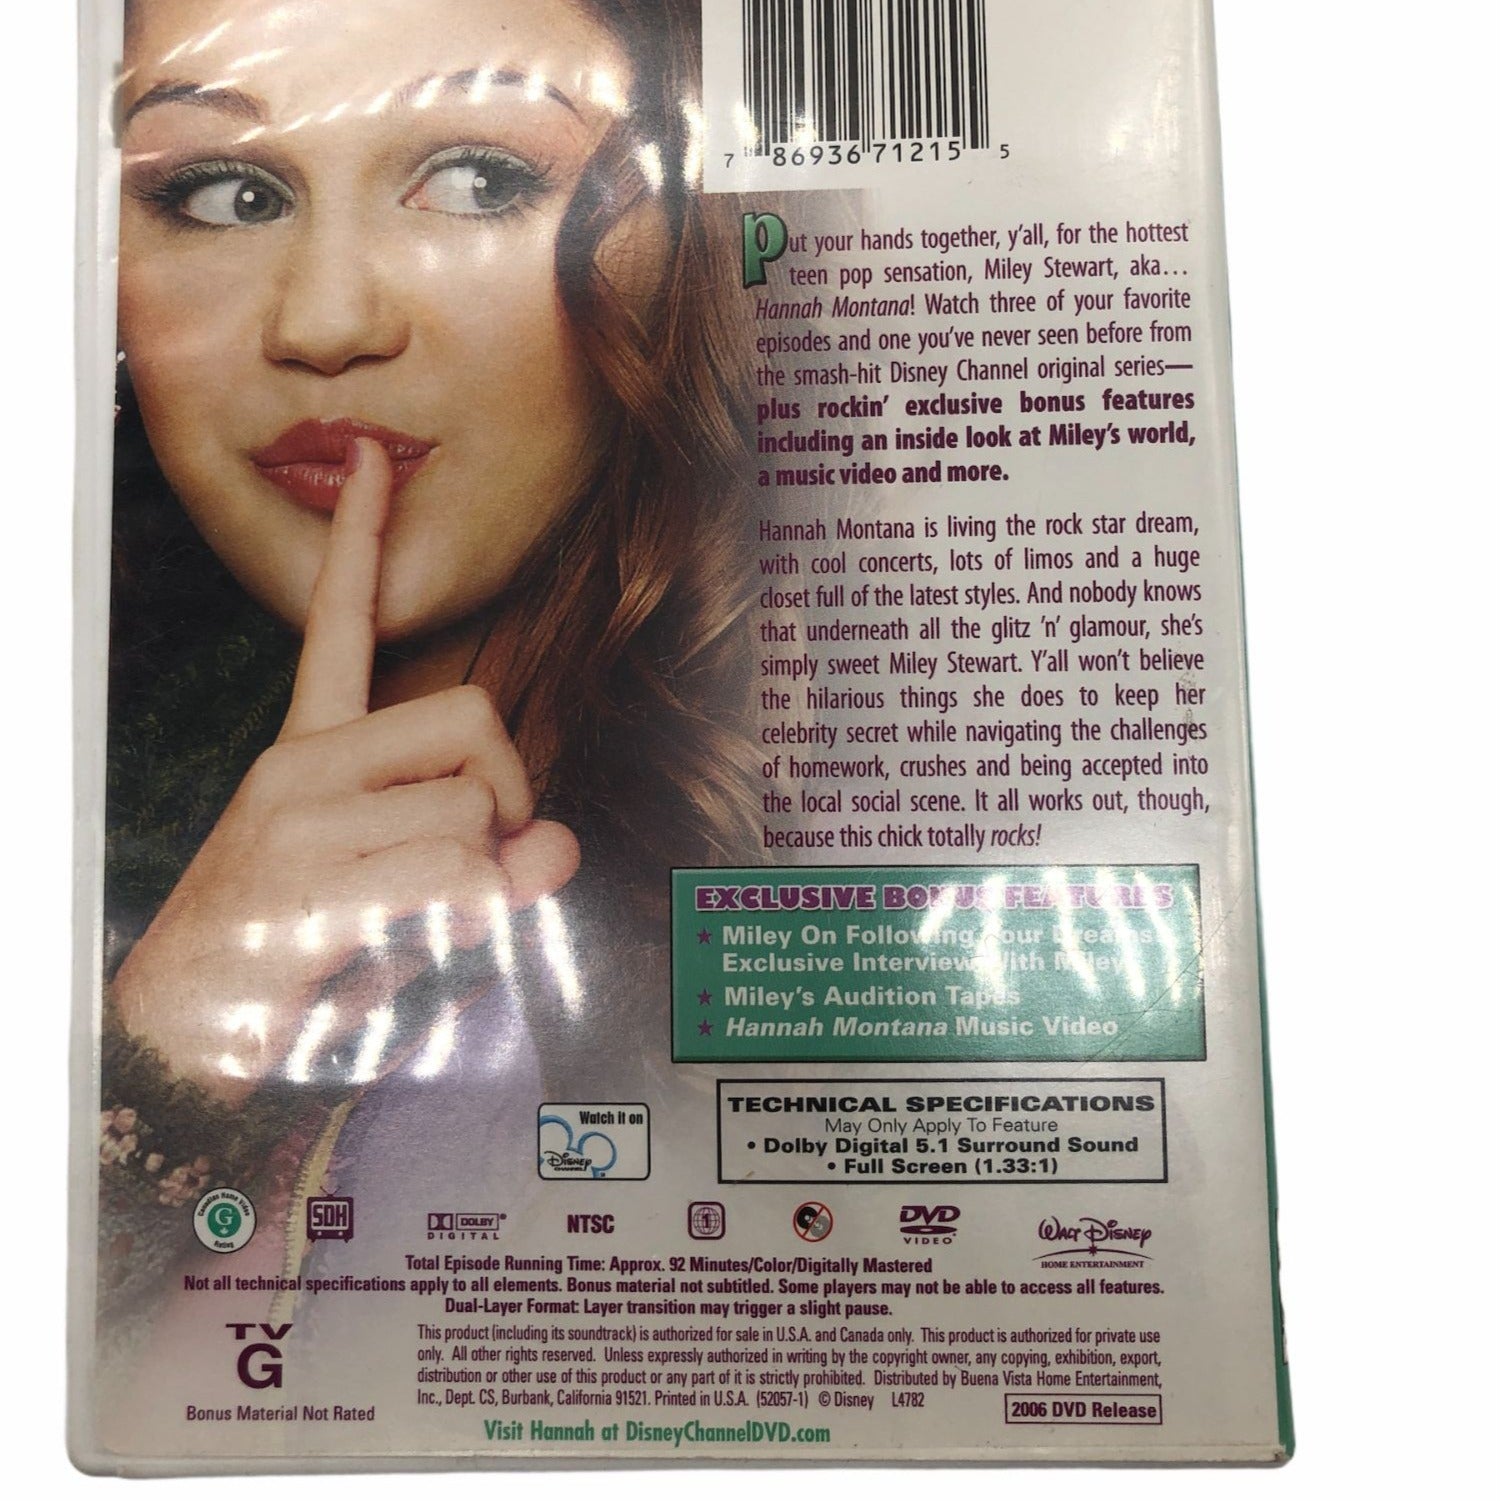 7 86936 71215 5
Put your hands together, y'all, for the hottest
teen pop sensation, Miley Stewart, aka...
Hannah Montana! Watch three of your favorite
episodes and one you've never seen before from
the smash-hit Disney Channel original series—
plus rockin' exclusive bonus features
including an inside look at Miley's world,
a music video and more.
Hannah Montana is living the rock star dream,
with cool concerts, lots of limos and a huge
closet full of the latest styles. And nobody knows
that underneath all the glitz 'n' glamour, she's
simply sweet Miley Stewart. Y'all won't believe
the hilarious things she does to keep her
celebrity secret while navigating the challenges
of homework, crushes and being accepted into
the local social scene. It all works out, though,
because this chick totally rocks!
EXCLUSIVE BONUS FEATURES
★ Miley On Following Your Dreams:
Exclusive Interview With Miley
★ Miley's Audition Tapes
★ Hannah Montana Music Video
TECHNICAL SPECIFICATIONS
May Only Apply To Feature
• Dolby Digital 5.1 Surround Sound
• Full Screen (1.33:1)
Watch it on
Disney
CHANNEL
Canadian Home Video
G
Rating
SDH
DOLBY
DIGITAL
NTSC
1
DVD
VIDEO
WALT DISNEY
HOME ENTERTAINMENT
Total Episode Running Time: Approx. 92 Minutes/Color/Digitally Mastered
Not all technical specifications apply to all elements. Bonus material not subtitled. Some players may not be able to access all features.
Dual-Layer Format: Layer transition may trigger a slight pause.
TV
G
Bonus Material Not Rated
This product (including its soundtrack) is authorized for sale in U.S.A. and Canada only. This product is authorized for private use
only. All other rights reserved. Unless expressly authorized in writing by the copyright owner, any copying, exhibition, export,
distribution or other use of this product or any part of it is strictly prohibited. Distributed by Buena Vista Home Entertainment,
Inc., Dept. CS, Burbank, California 91521. Printed in U.S.A. (52057-1) © Disney L4782
2006 DVD Release
Visit Hannah at DisneyChannelDVD.com